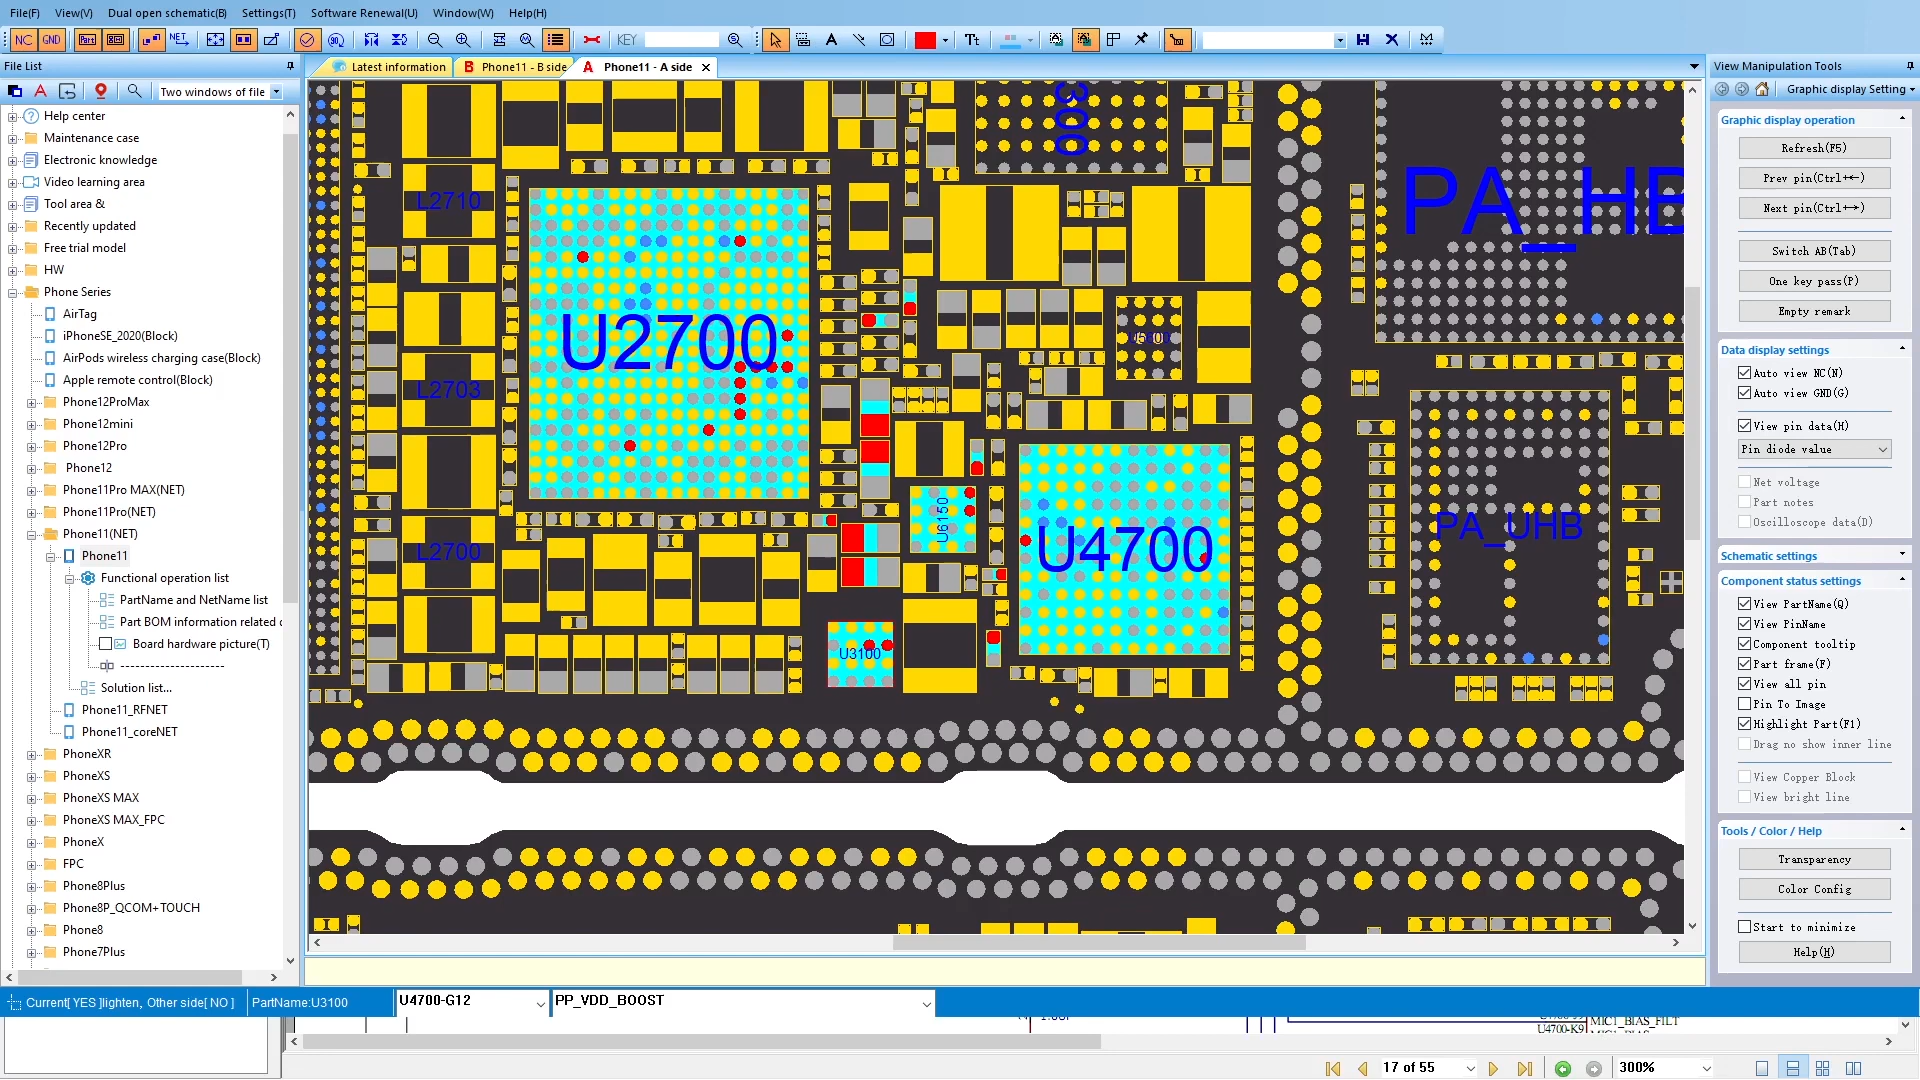 File(F) View(V) Dual open schematic(B) Settings(T) Software Renewal(U) Window(W) Help(H)
NC GND Part NET KEY A Tt
File List
Latest information
B Phone11 - B side
A Phone11 - A side
View Manipulation Tools
Two windows of file
Graphic display Setting
Help center
Maintenance case
Electronic knowledge
Video learning area
Tool area &
Recently updated
Free trial model
HW
Phone Series
AirTag
iPhoneSE_2020(Block)
AirPods wireless charging case(Block)
Apple remote control(Block)
Phone12ProMax
Phone12mini
Phone12Pro
Phone12
Phone11Pro MAX(NET)
Phone11Pro(NET)
Phone11(NET)
Phone11
Functional operation list
PartName and NetName list
Part BOM information related
Board hardware picture(T)
--------------------
Solution list...
Phone11_RFNET
Phone11_coreNET
PhoneXR
PhoneXS
PhoneXS MAX
PhoneXS MAX_FPC
PhoneX
FPC
Phone8Plus
Phone8P_QCOM+TOUCH
Phone8
Phone7Plus
L2710
L2703
L2700
U2700
300
U6150
U4700
U3100
PA_HB
PA_UHB
Graphic display operation
Refresh(F5)
Prev pin(Ctrl+←)
Next pin(Ctrl+→)
Switch AB(Tab)
One key pass(P)
Empty remark
Data display settings
Auto view NC(N)
Auto view GND(G)
View pin data(H)
Pin diode value
Net voltage
Part notes
Oscilloscope data(D)
Schematic settings
Component status settings
View PartName(Q)
View PinName
Component tooltip
Part frame(F)
View all pin
Pin To Image
Highlight Part(F1)
Drag no show inner line
View Copper Block
View bright line
Tools / Color / Help
Transparency
Color Config
Start to minimize
Help(H)
Current[ YES ]lighten, Other side[ NO ] PartName:U3100 U4700-G12 PP_VDD_BOOST
MIC1_BIAS_FILT
U4700-K9
17 of 55 300%